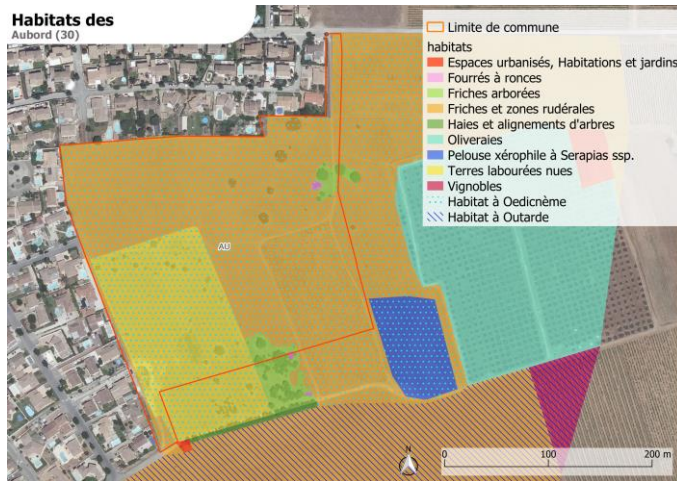 Habitats des
Aubord (30)
Limite de commune
habitats
Espaces urbanisés, Habitations et jardins
Fourrés à ronces
Friches arborées
Friches et zones rudérales
Haies et alignements d'arbres
Oliveraies
Pelouse xérophile à Serapias ssp.
Terres labourées nues
Vignobles
Habitat à Oedicnème
Habitat à Outarde
AU
N
0 100 200 m